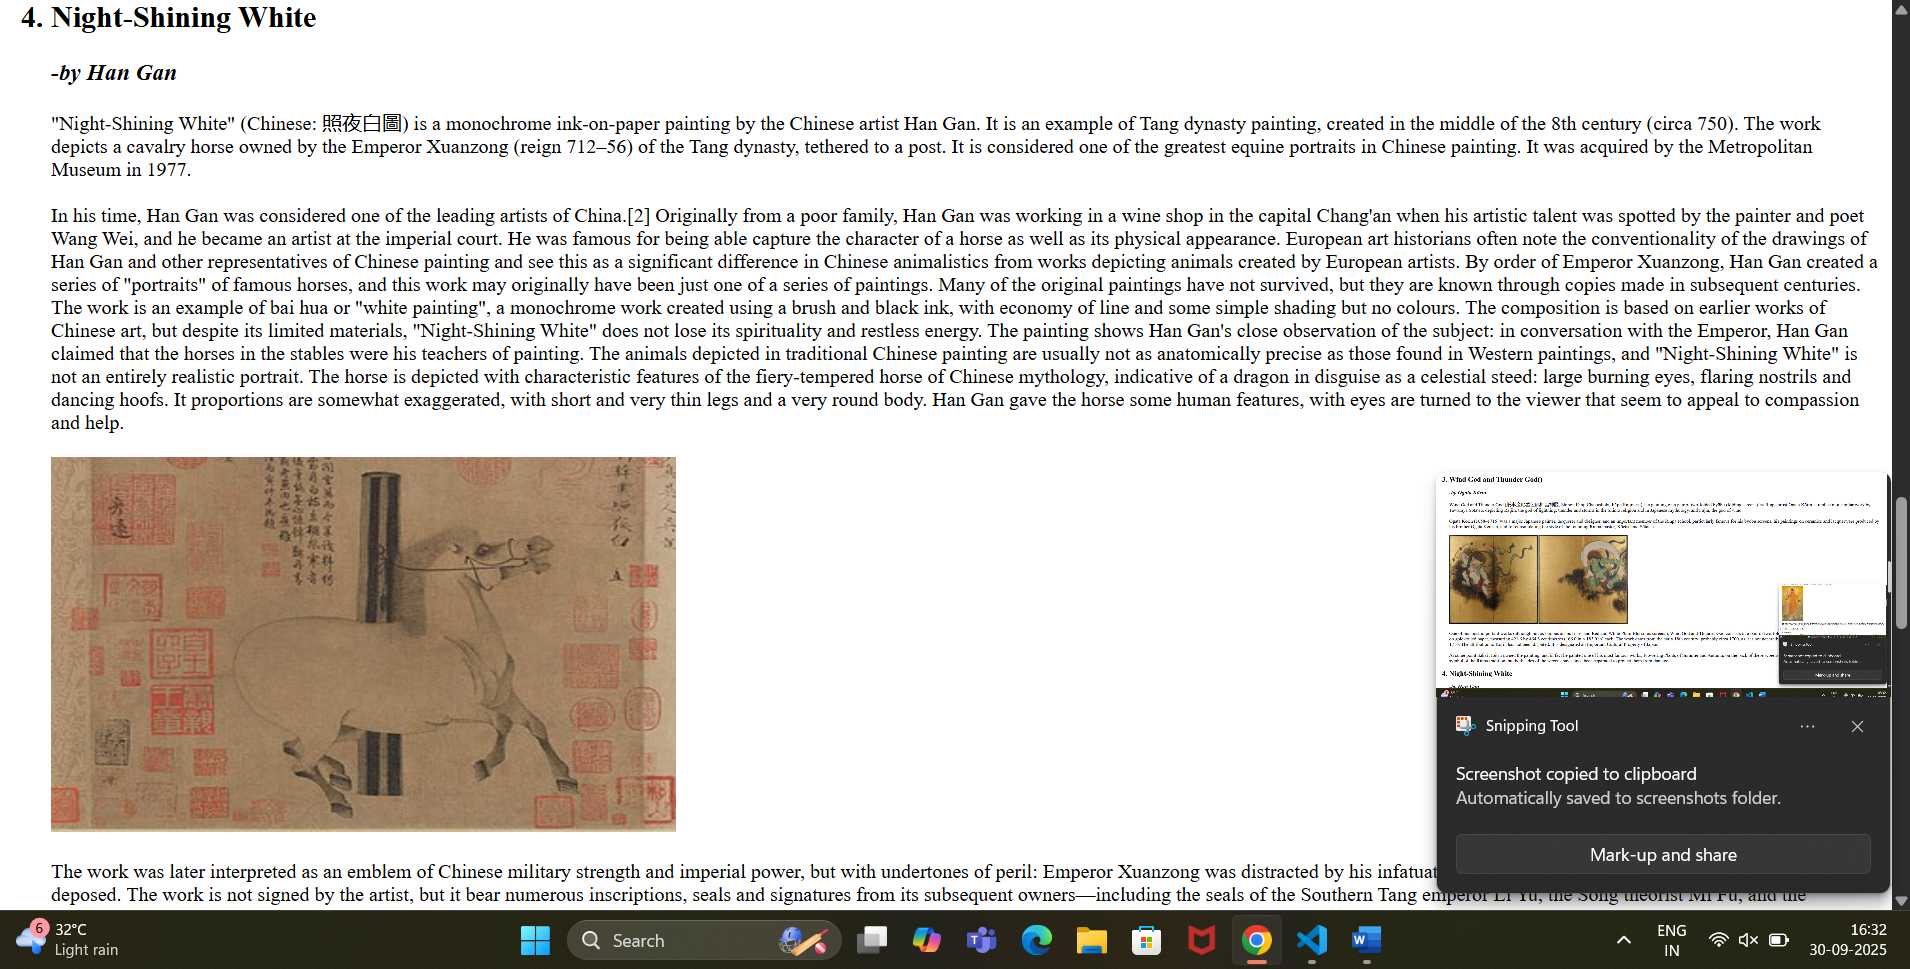 4. Night-Shining White
-by Han Gan
"Night-Shining White" (Chinese: 照夜白圖) is a monochrome ink-on-paper painting by the Chinese artist Han Gan. It is an example of Tang dynasty painting, created in the middle of the 8th century (circa 750). The work
depicts a cavalry horse owned by the Emperor Xuanzong (reign 712–56) of the Tang dynasty, tethered to a post. It is considered one of the greatest equine portraits in Chinese painting. It was acquired by the Metropolitan
Museum in 1977.
In his time, Han Gan was considered one of the leading artists of China.[2] Originally from a poor family, Han Gan was working in a wine shop in the capital Chang'an when his artistic talent was spotted by the painter and poet
Wang Wei, and he became an artist at the imperial court. He was famous for being able capture the character of a horse as well as its physical appearance. European art historians often note the conventionality of the drawings of
Han Gan and other representatives of Chinese painting and see this as a significant difference in Chinese animalistics from works depicting animals created by European artists. By order of Emperor Xuanzong, Han Gan created a
series of "portraits" of famous horses, and this work may originally have been just one of a series of paintings. Many of the original paintings have not survived, but they are known through copies made in subsequent centuries.
The work is an example of bai hua or "white painting", a monochrome work created using a brush and black ink, with economy of line and some simple shading but no colours. The composition is based on earlier works of
Chinese art, but despite its limited materials, "Night-Shining White" does not lose its spirituality and restless energy. The painting shows Han Gan's close observation of the subject: in conversation with the Emperor, Han Gan
claimed that the horses in the stables were his teachers of painting. The animals depicted in traditional Chinese painting are usually not as anatomically precise as those found in Western paintings, and "Night-Shining White" is
not an entirely realistic portrait. The horse is depicted with characteristic features of the fiery-tempered horse of Chinese mythology, indicative of a dragon in disguise as a celestial steed: large burning eyes, flaring nostrils and
dancing hoofs. It proportions are somewhat exaggerated, with short and very thin legs and a very round body. Han Gan gave the horse some human features, with eyes are turned to the viewer that seem to appeal to compassion
and help.
3. Wind God and Thunder God()
4. Night-Shining White
Snipping Tool
Screenshot copied to clipboard
Automatically saved to screenshots folder.
Mark-up and share
The work was later interpreted as an emblem of Chinese military strength and imperial power, but with undertones of peril: Emperor Xuanzong was distracted by his infatuat
deposed. The work is not signed by the artist, but it bear numerous inscriptions, seals and signatures from its subsequent owners—including the seals of the Southern Tang emperor Li Yu, the Song theorist Mi Fu, and the
6
32°C
Light rain
Search
ENG
IN
16:32
30-09-2025